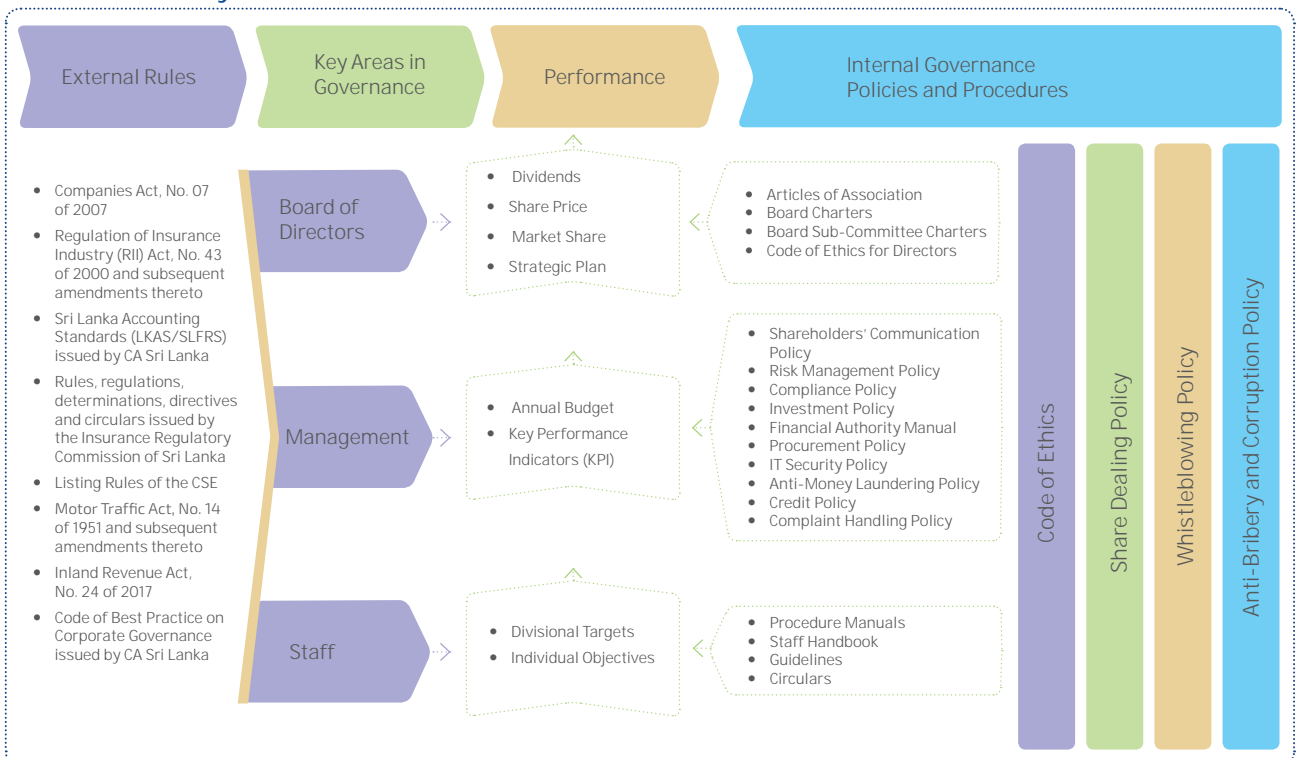 External Rules
Key Areas in
Governance
Performance
Internal Governance
Policies and Procedures
• Companies Act, No. 07
of 2007
• Regulation of Insurance
Industry (RII) Act, No. 43
of 2000 and subsequent
amendments thereto
• Sri Lanka Accounting
Standards (LKAS/SLFRS)
issued by CA Sri Lanka
• Rules, regulations,
determinations, directives
and circulars issued by
the Insurance Regulatory
Commission of Sri Lanka
• Listing Rules of the CSE
• Motor Traffic Act, No. 14
of 1951 and subsequent
amendments thereto
• Inland Revenue Act,
No. 24 of 2017
• Code of Best Practice on
Corporate Governance
issued by CA Sri Lanka
Board of
Directors
• Dividends
• Share Price
• Market Share
• Strategic Plan
• Articles of Association
• Board Charters
• Board Sub-Committee Charters
• Code of Ethics for Directors
Management
• Annual Budget
• Key Performance
Indicators (KPI)
• Shareholders' Communication
Policy
• Risk Management Policy
• Compliance Policy
• Investment Policy
• Financial Authority Manual
• Procurement Policy
• IT Security Policy
• Anti-Money Laundering Policy
• Credit Policy
• Complaint Handling Policy
Staff
• Divisional Targets
• Individual Objectives
• Procedure Manuals
• Staff Handbook
• Guidelines
• Circulars
Code of Ethics
Share Dealing Policy
Whistleblowing Policy
Anti-Bribery and Corruption Policy